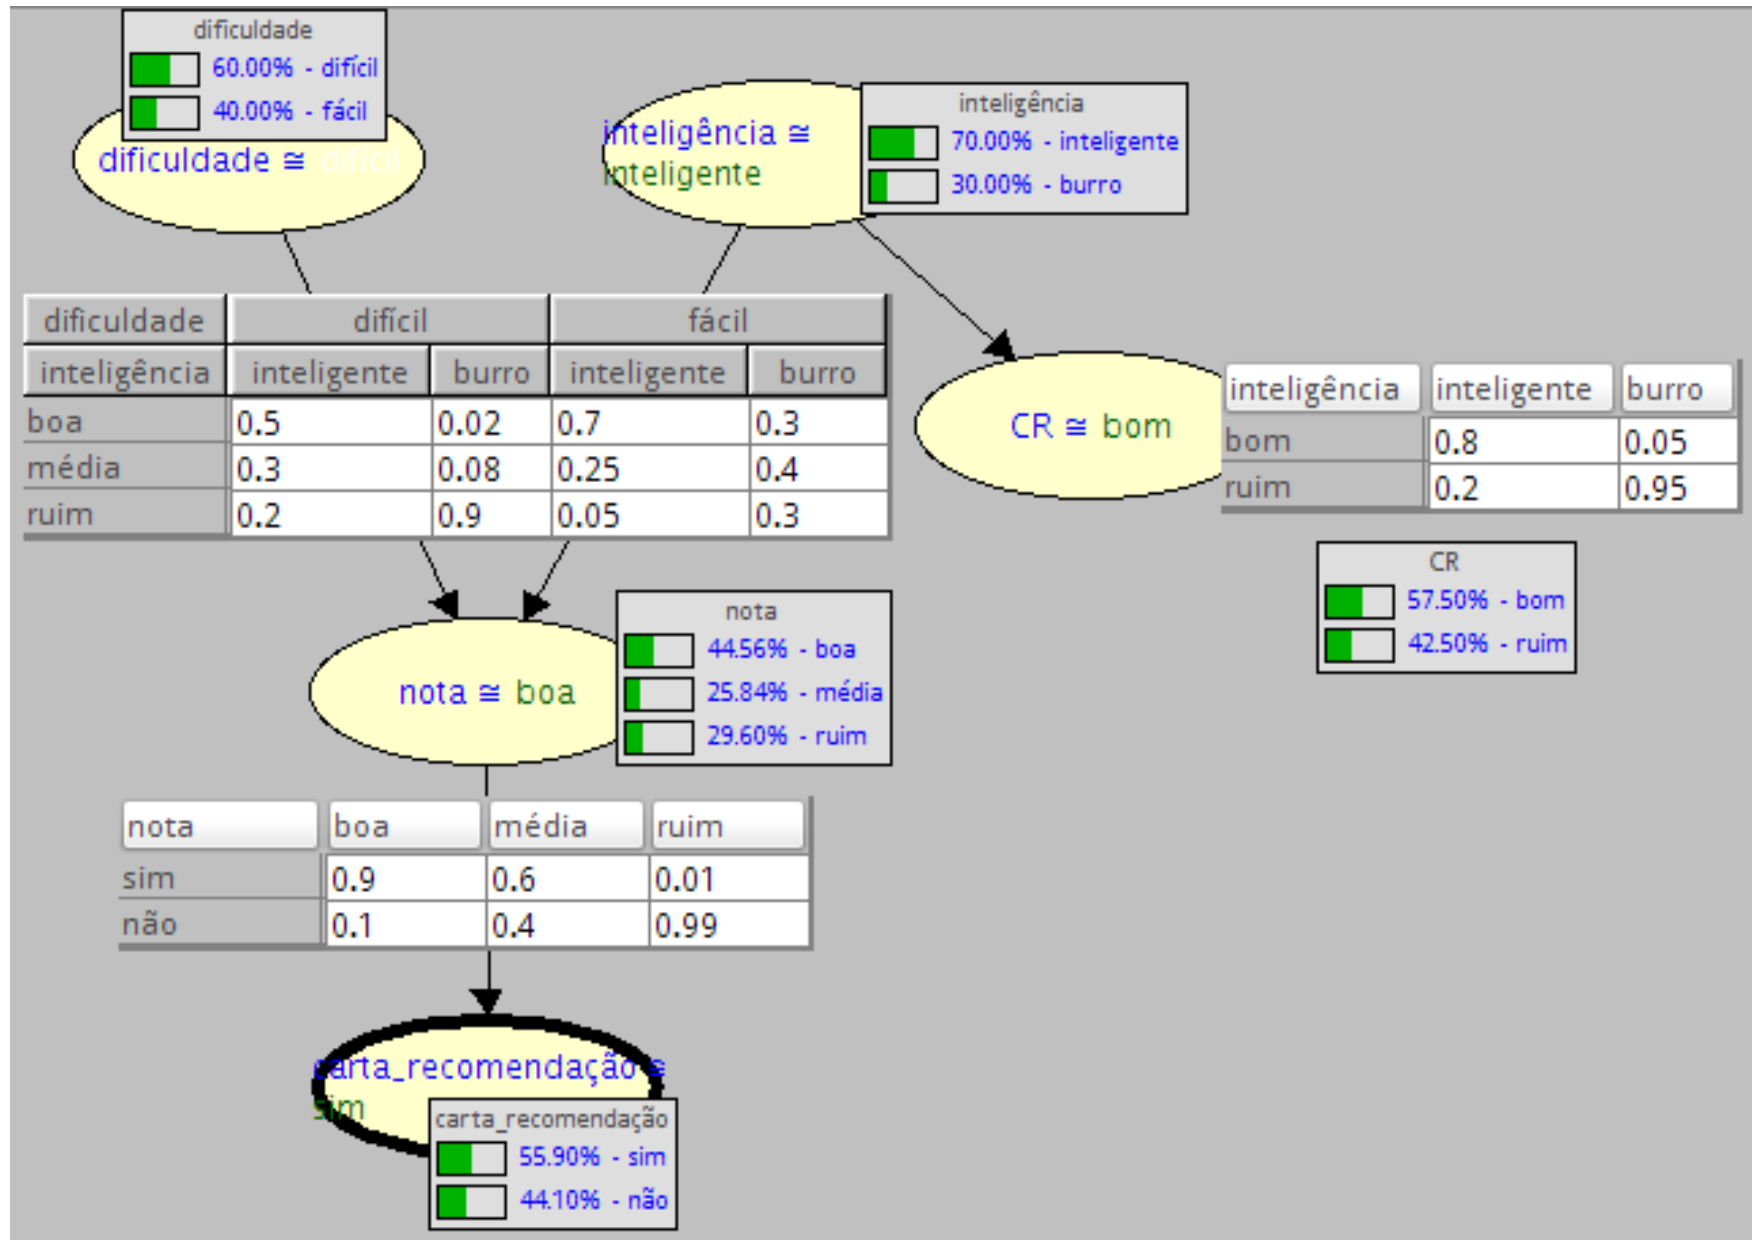 dificuldade
60.00% - difícil
40.00% - fácil
dificuldade ≅ difícil
inteligência ≅
inteligente
inteligência
70.00% - inteligente
30.00% - burro
dificuldade difícil fácil
inteligência inteligente burro inteligente burro
boa 0.5 0.02 0.7 0.3
média 0.3 0.08 0.25 0.4
ruim 0.2 0.9 0.05 0.3
CR ≅ bom
inteligência inteligente burro
bom 0.8 0.05
ruim 0.2 0.95
CR
57.50% - bom
42.50% - ruim
nota ≅ boa
nota
44.56% - boa
25.84% - média
29.60% - ruim
nota boa média ruim
sim 0.9 0.6 0.01
não 0.1 0.4 0.99
carta_recomendação ≅
sim
carta_recomendação
55.90% - sim
44.10% - não